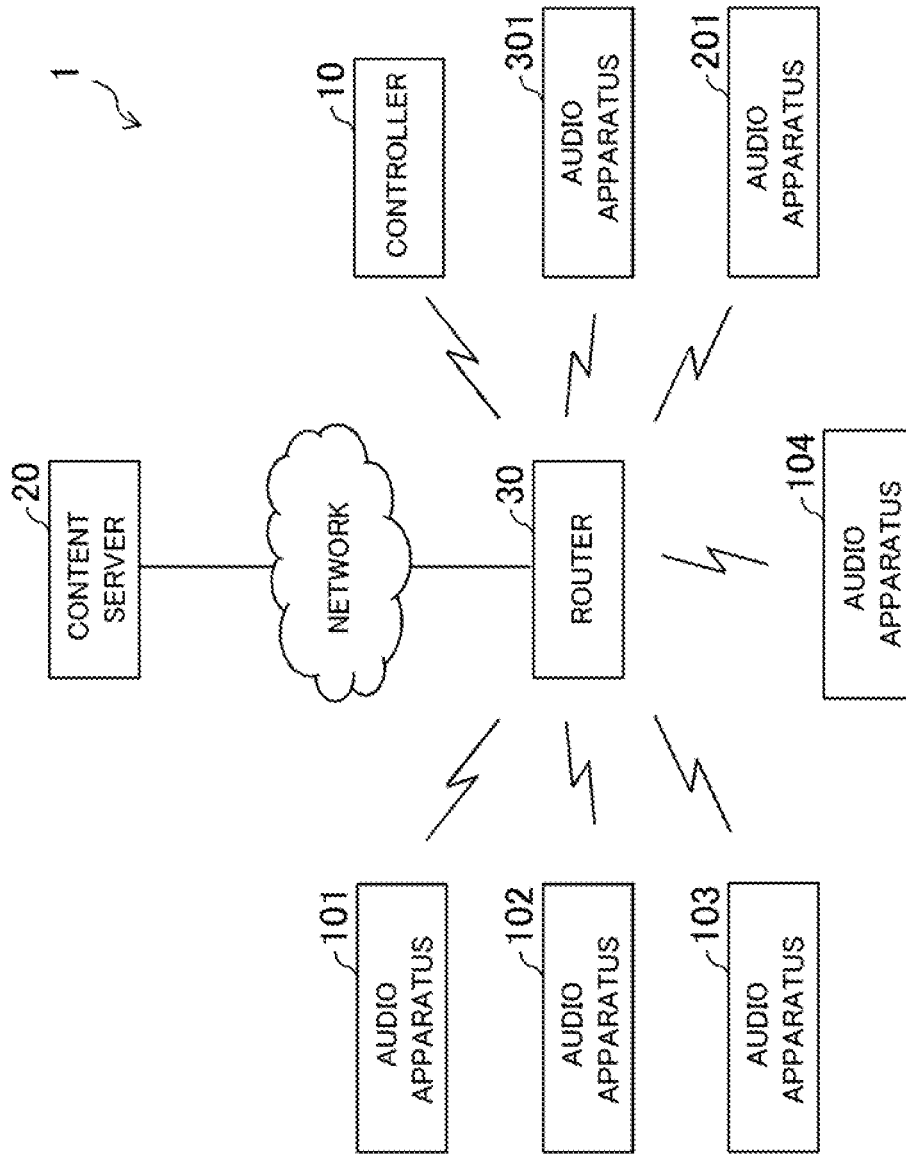 1
20
CONTENT
SERVER
NETWORK
10
CONTROLLER
101
AUDIO
APPARATUS
30
ROUTER
301
AUDIO
APPARATUS
102
AUDIO
APPARATUS
201
AUDIO
APPARATUS
103
AUDIO
APPARATUS
104
AUDIO
APPARATUS